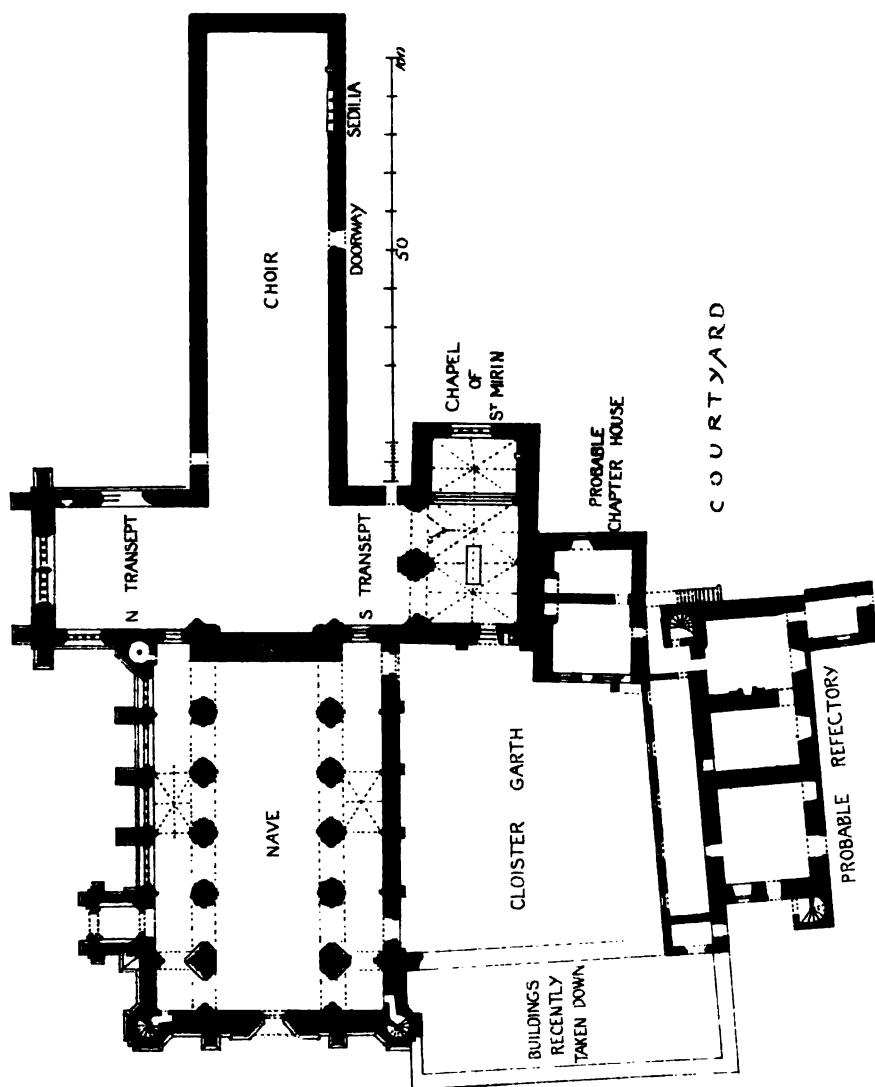 CHOIR
SEDILIA
DOORWAY
50
100
N TRANSEPT
S TRANSEPT
CHAPEL
OF
ST MIRIN
PROBABLE
CHAPTER HOUSE
COURTYARD
NAVE
CLOISTER GARTH
PROBABLE REFECTORY
BUILDINGS
RECENTLY
TAKEN DOWN